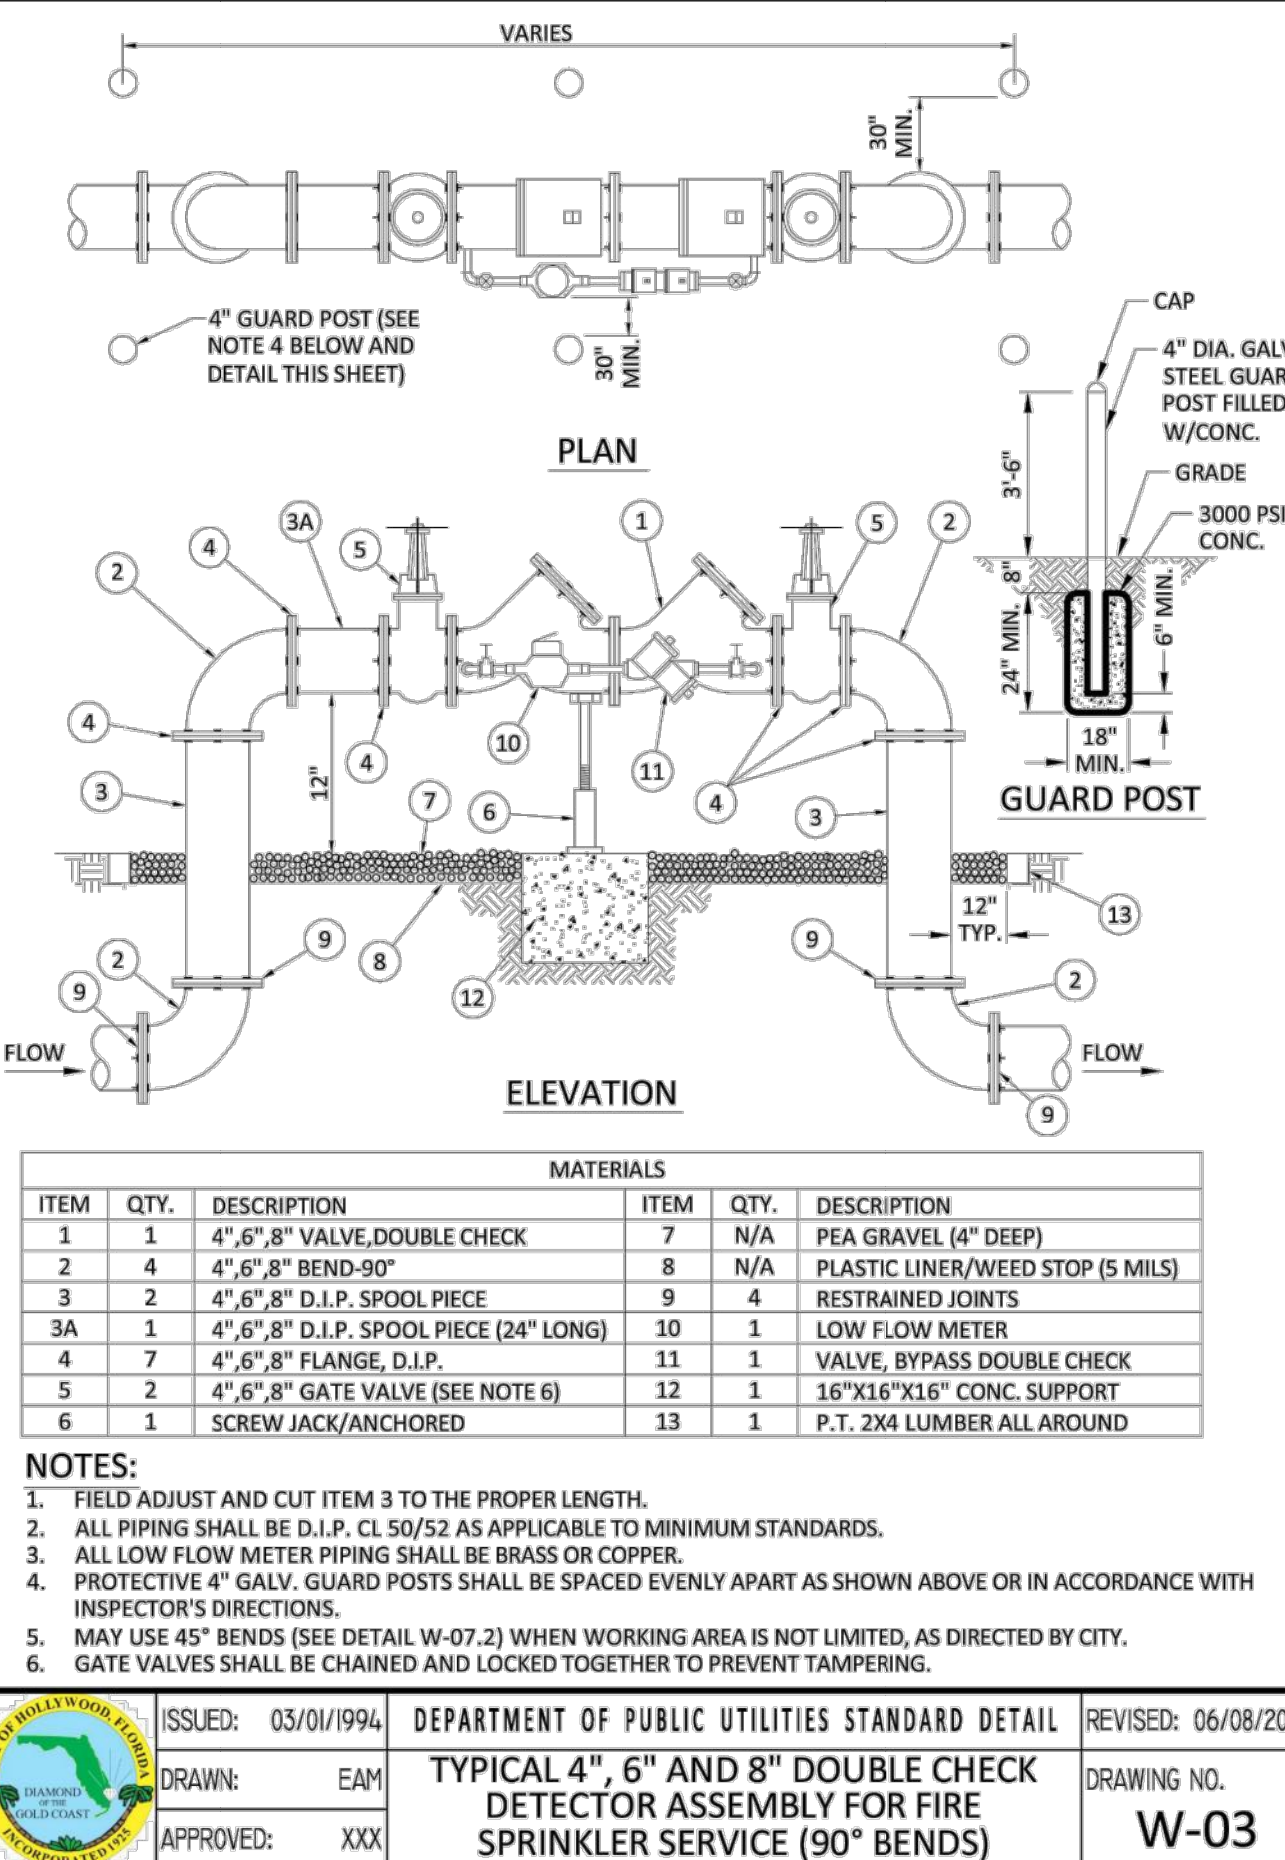 VARIES
30" MIN.
4" GUARD POST (SEE
NOTE 4 BELOW AND
DETAIL THIS SHEET)
30" MIN.
PLAN
CAP
4" DIA.
STEEL
POST FILLED
W/CONC.
GRADE
3000 PSI
CONC.
3'-6"
8"
24" MIN.
6" MIN.
18"
MIN.
GUARD POST
3A
1
5
2
4
5
2
4
3
12"
4
7
6
10
11
4
3
12"
TYP.
13
9
2
9
8
12
9
2
9
FLOW
FLOW
ELEVATION
MATERIALS
ITEM QTY. DESCRIPTION ITEM QTY. DESCRIPTION
1 1 4",6",8" VALVE,DOUBLE CHECK 7 N/A PEA GRAVEL (4" DEEP)
2 4 4",6",8" BEND-90° 8 N/A PLASTIC LINER/WEED STOP (5 MILS)
3 2 4",6",8" D.I.P. SPOOL PIECE 9 4 RESTRAINED JOINTS
3A 1 4",6",8" D.I.P. SPOOL PIECE (24" LONG) 10 1 LOW FLOW METER
4 7 4",6",8" FLANGE, D.I.P. 11 1 VALVE, BYPASS DOUBLE CHECK
5 2 4",6",8" GATE VALVE (SEE NOTE 6) 12 1 16"X16"X16" CONC. SUPPORT
6 1 SCREW JACK/ANCHORED 13 1 P.T. 2X4 LUMBER ALL AROUND
NOTES:
1. FIELD ADJUST AND CUT ITEM 3 TO THE PROPER LENGTH.
2. ALL PIPING SHALL BE D.I.P. CL 50/52 AS APPLICABLE TO MINIMUM STANDARDS.
3. ALL LOW FLOW METER PIPING SHALL BE BRASS OR COPPER.
4. PROTECTIVE 4" GALV. GUARD POSTS SHALL BE SPACED EVENLY APART AS SHOWN ABOVE OR IN ACCORDANCE WITH
INSPECTOR'S DIRECTIONS.
5. MAY USE 45° BENDS (SEE DETAIL W-07.2) WHEN WORKING AREA IS NOT LIMITED, AS DIRECTED BY CITY.
6. GATE VALVES SHALL BE CHAINED AND LOCKED TOGETHER TO PREVENT TAMPERING.
OF HOLLYWOOD, FLORIDA
DIAMOND
OF THE
GOLD COAST
INCORPORATED 1925
ISSUED: 03/01/1994
DRAWN: EAM
APPROVED: XXX
DEPARTMENT OF PUBLIC UTILITIES STANDARD DETAIL
TYPICAL 4", 6" AND 8" DOUBLE CHECK
DETECTOR ASSEMBLY FOR FIRE
SPRINKLER SERVICE (90° BENDS)
REVISED: 06/08/20
DRAWING NO.
W-03